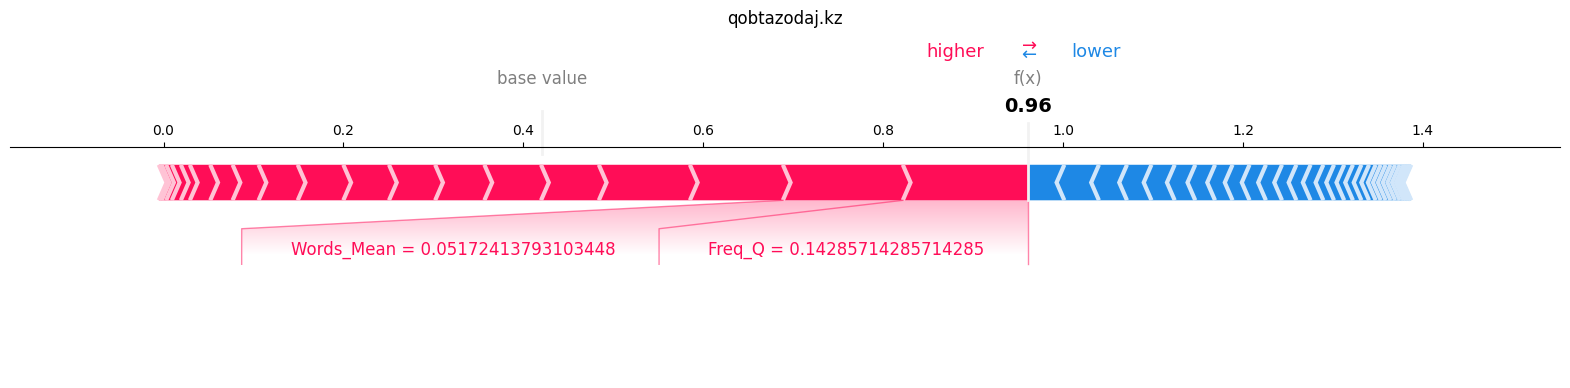 qobtazodaj.kz
higher ⇄ lower
base value f(x)
0.96
0.0 0.2 0.4 0.6 0.8 1.0 1.2 1.4
Words_Mean = 0.05172413793103448 Freq_Q = 0.14285714285714285